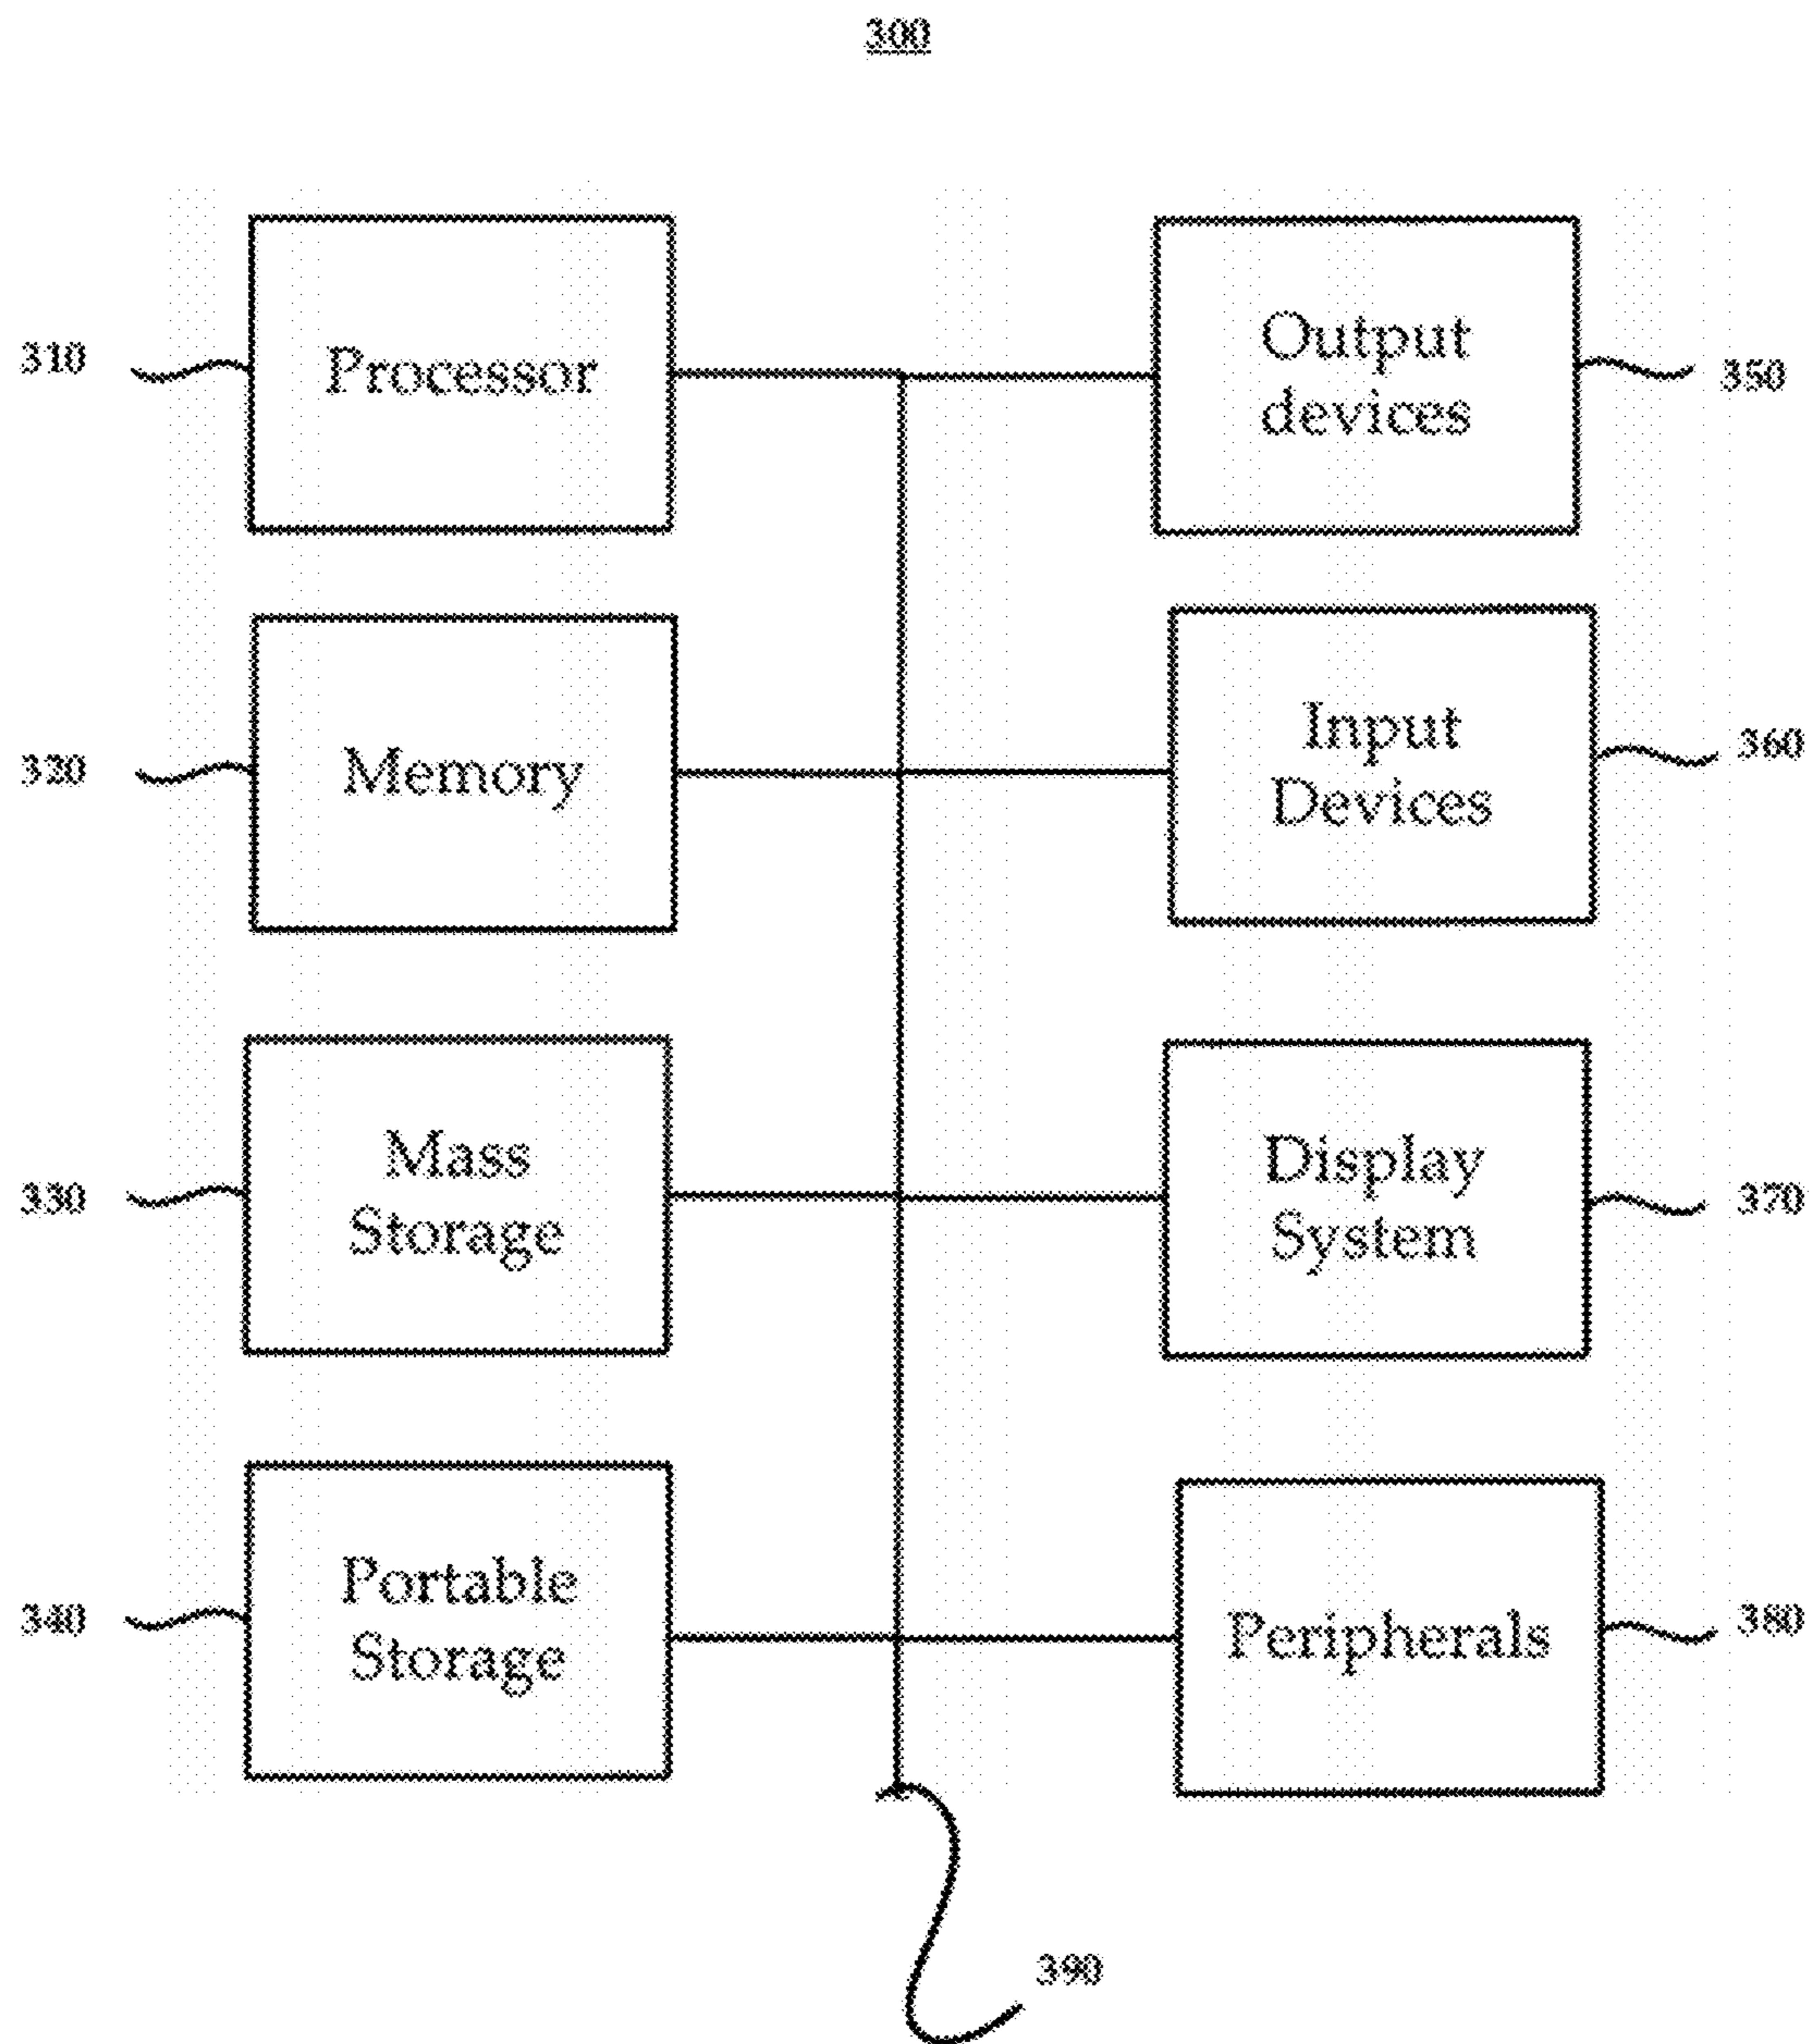 300
310
Processor
Output
devices
350
320
Memory
Input
Devices
360
330
Mass
Storage
Display
System
370
340
Portable
Storage
Peripherals
380
390